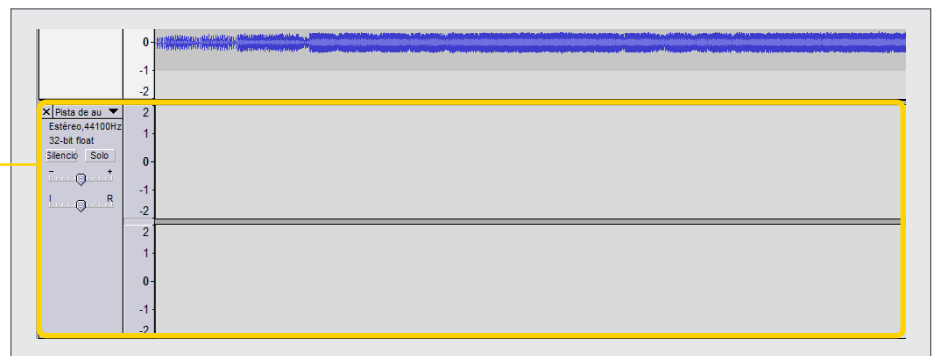 0
-1
-2
× Pista de au ▼
Estéreo,44100Hz
32-bit float
Silencio Solo
- +
I R
2
1
0
-1
-2
2
1
0
-1
-2